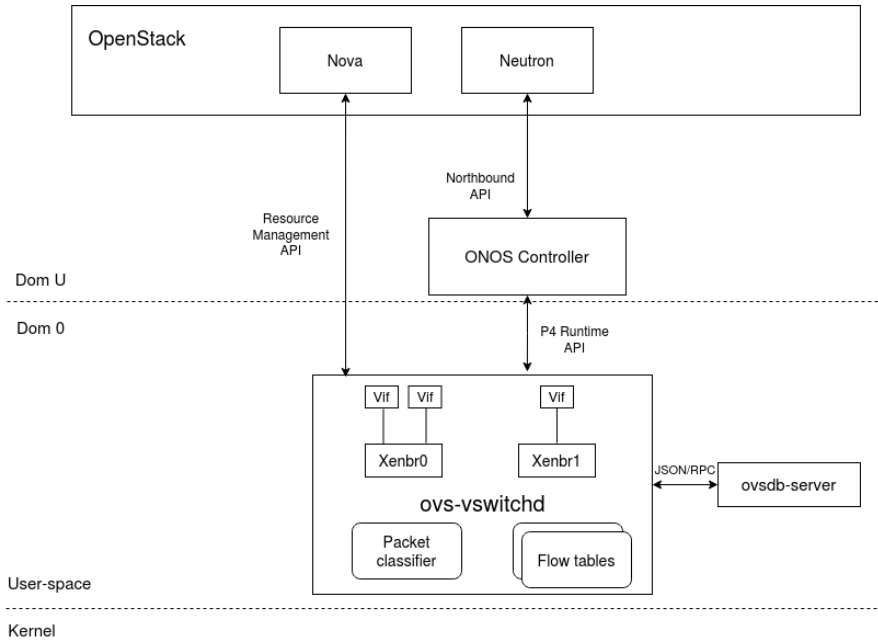 OpenStack
Nova
Neutron
Northbound
API
Resource
Management
API
ONOS Controller
Dom U
Dom 0
P4 Runtime
API
Vif
Vif
Vif
Xenbr0
Xenbr1
JSON/RPC
ovsdb-server
ovs-vswitchd
Packet
classifier
Flow tables
User-space
Kernel